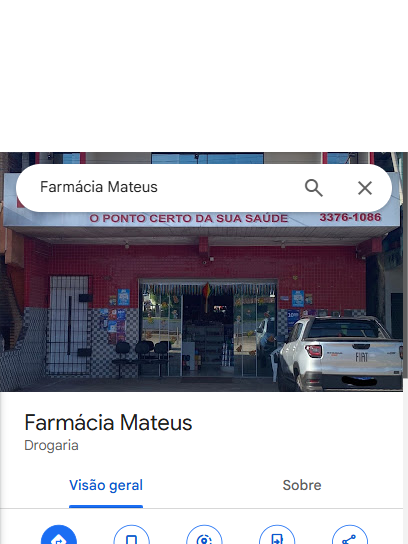 Farmácia Mateus
O PONTO CERTO DA SUA SAÚDE 3376-1086
FIAT
Farmácia Mateus
Drogaria
Visão geral Sobre